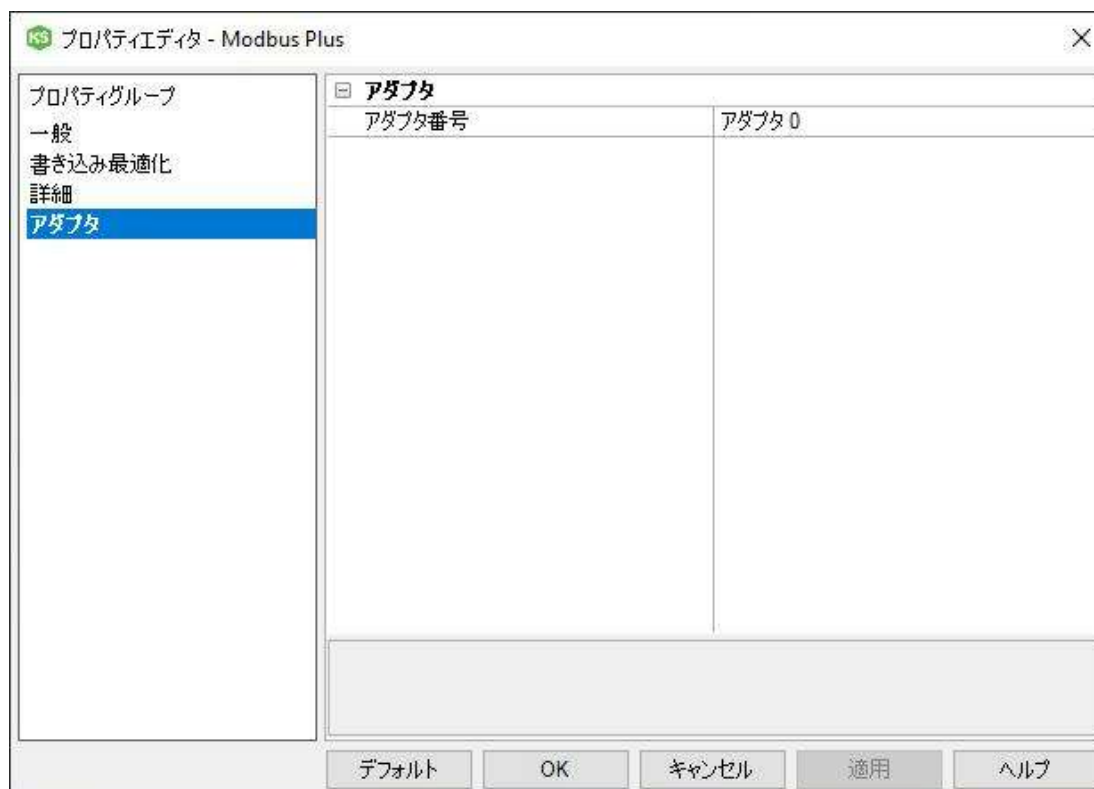 KS プロパティエディタ - Modbus Plus
プロパティグループ
一般
書き込み最適化
詳細
アダプタ
アダプタ
アダプタ番号 アダプタ 0
デフォルト OK キャンセル 適用 ヘルプ